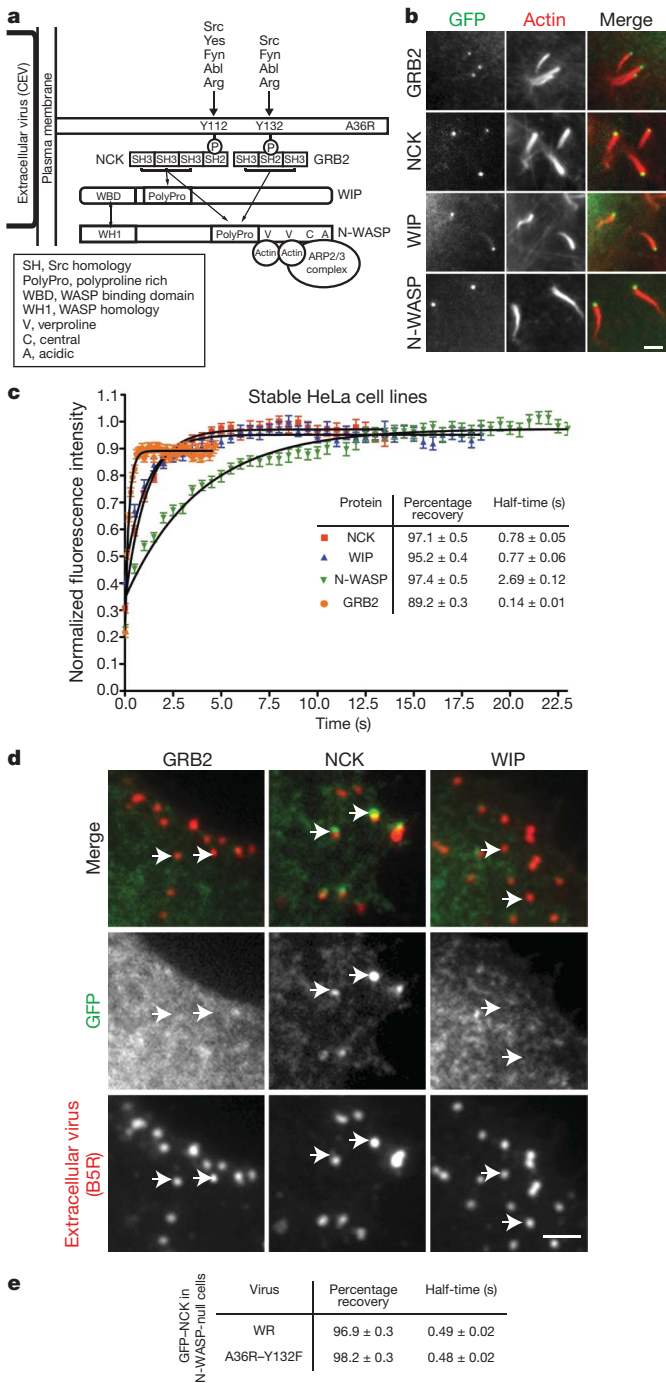 a
Src
Yes
Fyn
Abl
Arg
Src
Fyn
Abl
Arg
Extracellular virus (CEV)
Plasma membrane
Y112 Y132 A36R
P P
NCK SH3 SH3 SH3 SH2 SH3 SH2 SH3 GRB2
WBD PolyPro WIP
WH1 PolyPro V V C A N-WASP
Actin Actin ARP2/3
complex
SH, Src homology
PolyPro, polyproline rich
WBD, WASP binding domain
WH1, WASP homology
V, verproline
C, central
A, acidic
b
GFP Actin Merge
GRB2
NCK
WIP
N-WASP
c
Stable HeLa cell lines
Normalized fluorescence intensity
1.1
1.0
0.9
0.8
0.7
0.6
0.5
0.4
0.3
0.2
0.1
0
0.0 2.5 5.0 7.5 10.0 12.5 15.0 17.5 20.0 22.5
Time (s)
Protein Percentage recovery Half-time (s)
NCK 97.1 ± 0.5 0.78 ± 0.05
WIP 95.2 ± 0.4 0.77 ± 0.06
N-WASP 97.4 ± 0.5 2.69 ± 0.12
GRB2 89.2 ± 0.3 0.14 ± 0.01
d
GRB2 NCK WIP
Merge
GFP
Extracellular virus
(B5R)
e
GFP–NCK in
N-WASP-null cells
Virus Percentage recovery Half-time (s)
WR 96.9 ± 0.3 0.49 ± 0.02
A36R–Y132F 98.2 ± 0.3 0.48 ± 0.02